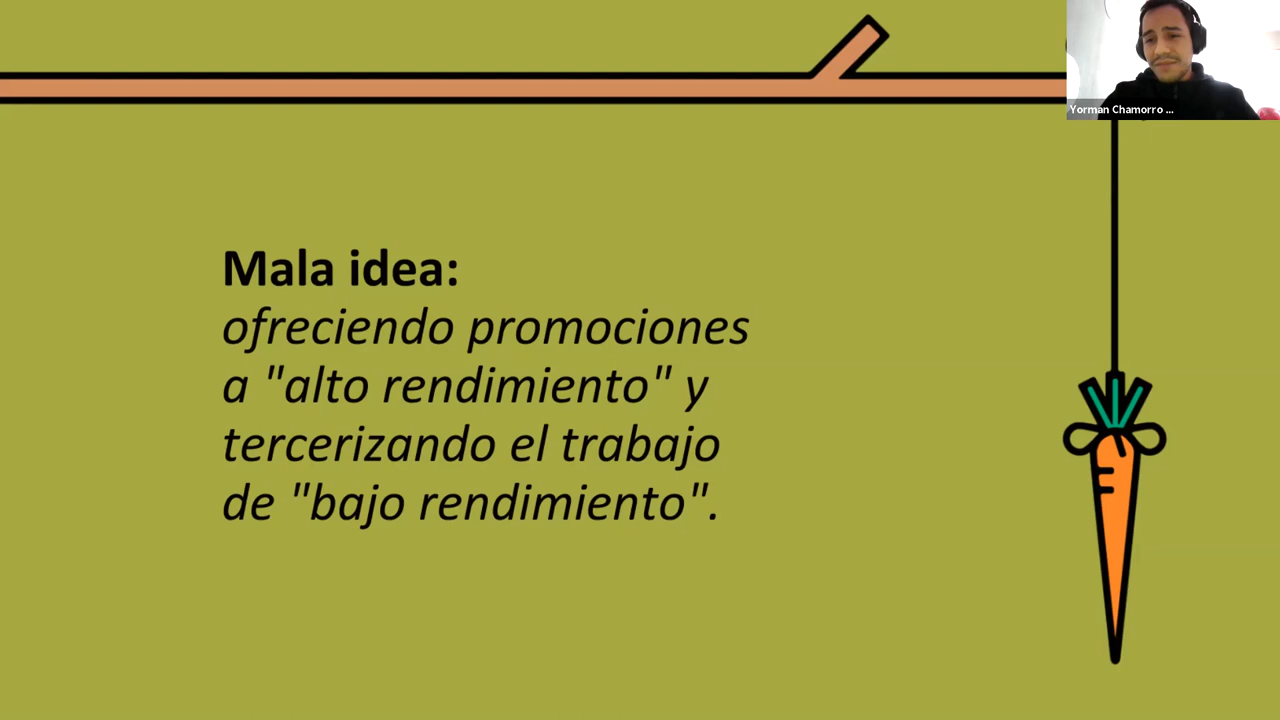 Yorman Chamorro ...
Mala idea:
ofreciendo promociones
a "alto rendimiento" y
tercerizando el trabajo
de "bajo rendimiento".